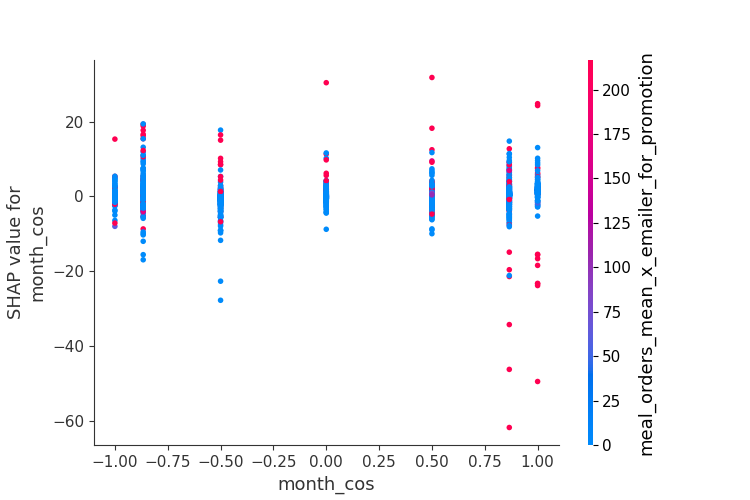 20
0
−20
−40
−60
SHAP value for
month_cos
−1.00 −0.75 −0.50 −0.25 0.00 0.25 0.50 0.75 1.00
month_cos
200
175
150
125
100
75
50
25
0
meal_orders_mean_x_emailer_for_promotion